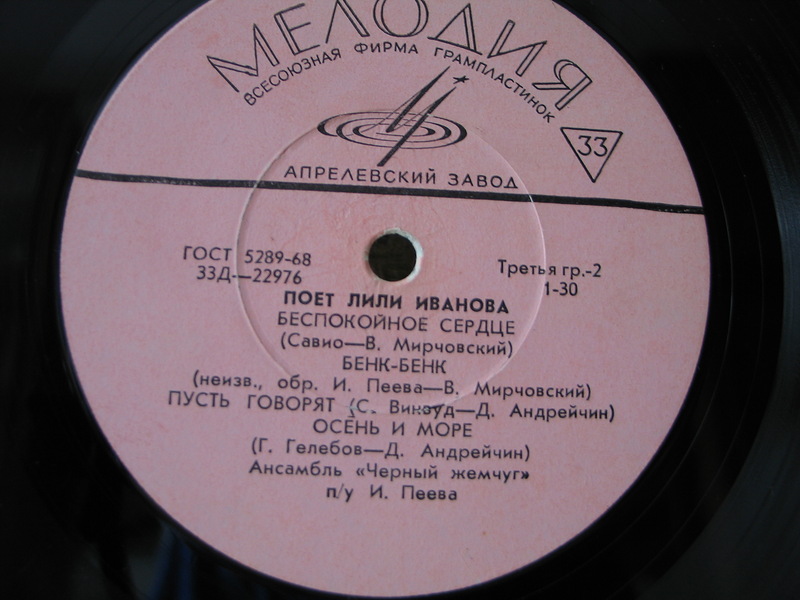 МЕЛОДИЯ
ВСЕСОЮЗНАЯ ФИРМА ГРАМПЛАСТИНОК
33
АПРЕЛЕВСКИЙ ЗАВОД
ГОСТ 5289-68
33Д—22976
Третья гр.-2
1-30
ПОЕТ ЛИЛИ ИВАНОВА
БЕСПОКОЙНОЕ СЕРДЦЕ
(Савио—В. Мирчовский)
БЕНК-БЕНК
(неизв., обр. И. Пеева—В. Мирчовский)
ПУСТЬ ГОВОРЯТ (С. Винвуд—Д. Андрейчин)
ОСЕНЬ И МОРЕ
(Г. Гелебов—Д. Андрейчин)
Ансамбль «Черный жемчуг»
п/у И. Пеева